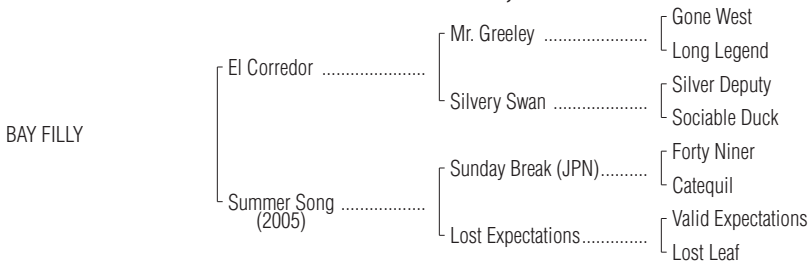 Gone West
Mr. Greeley ......................
Long Legend
El Corredor ......................
Silver Deputy
Silvery Swan ....................
Sociable Duck
BAY FILLY
Forty Niner
Sunday Break (JPN)..........
Catequil
Summer Song ..................
(2005)
Valid Expectations
Lost Expectations..............
Lost Leaf